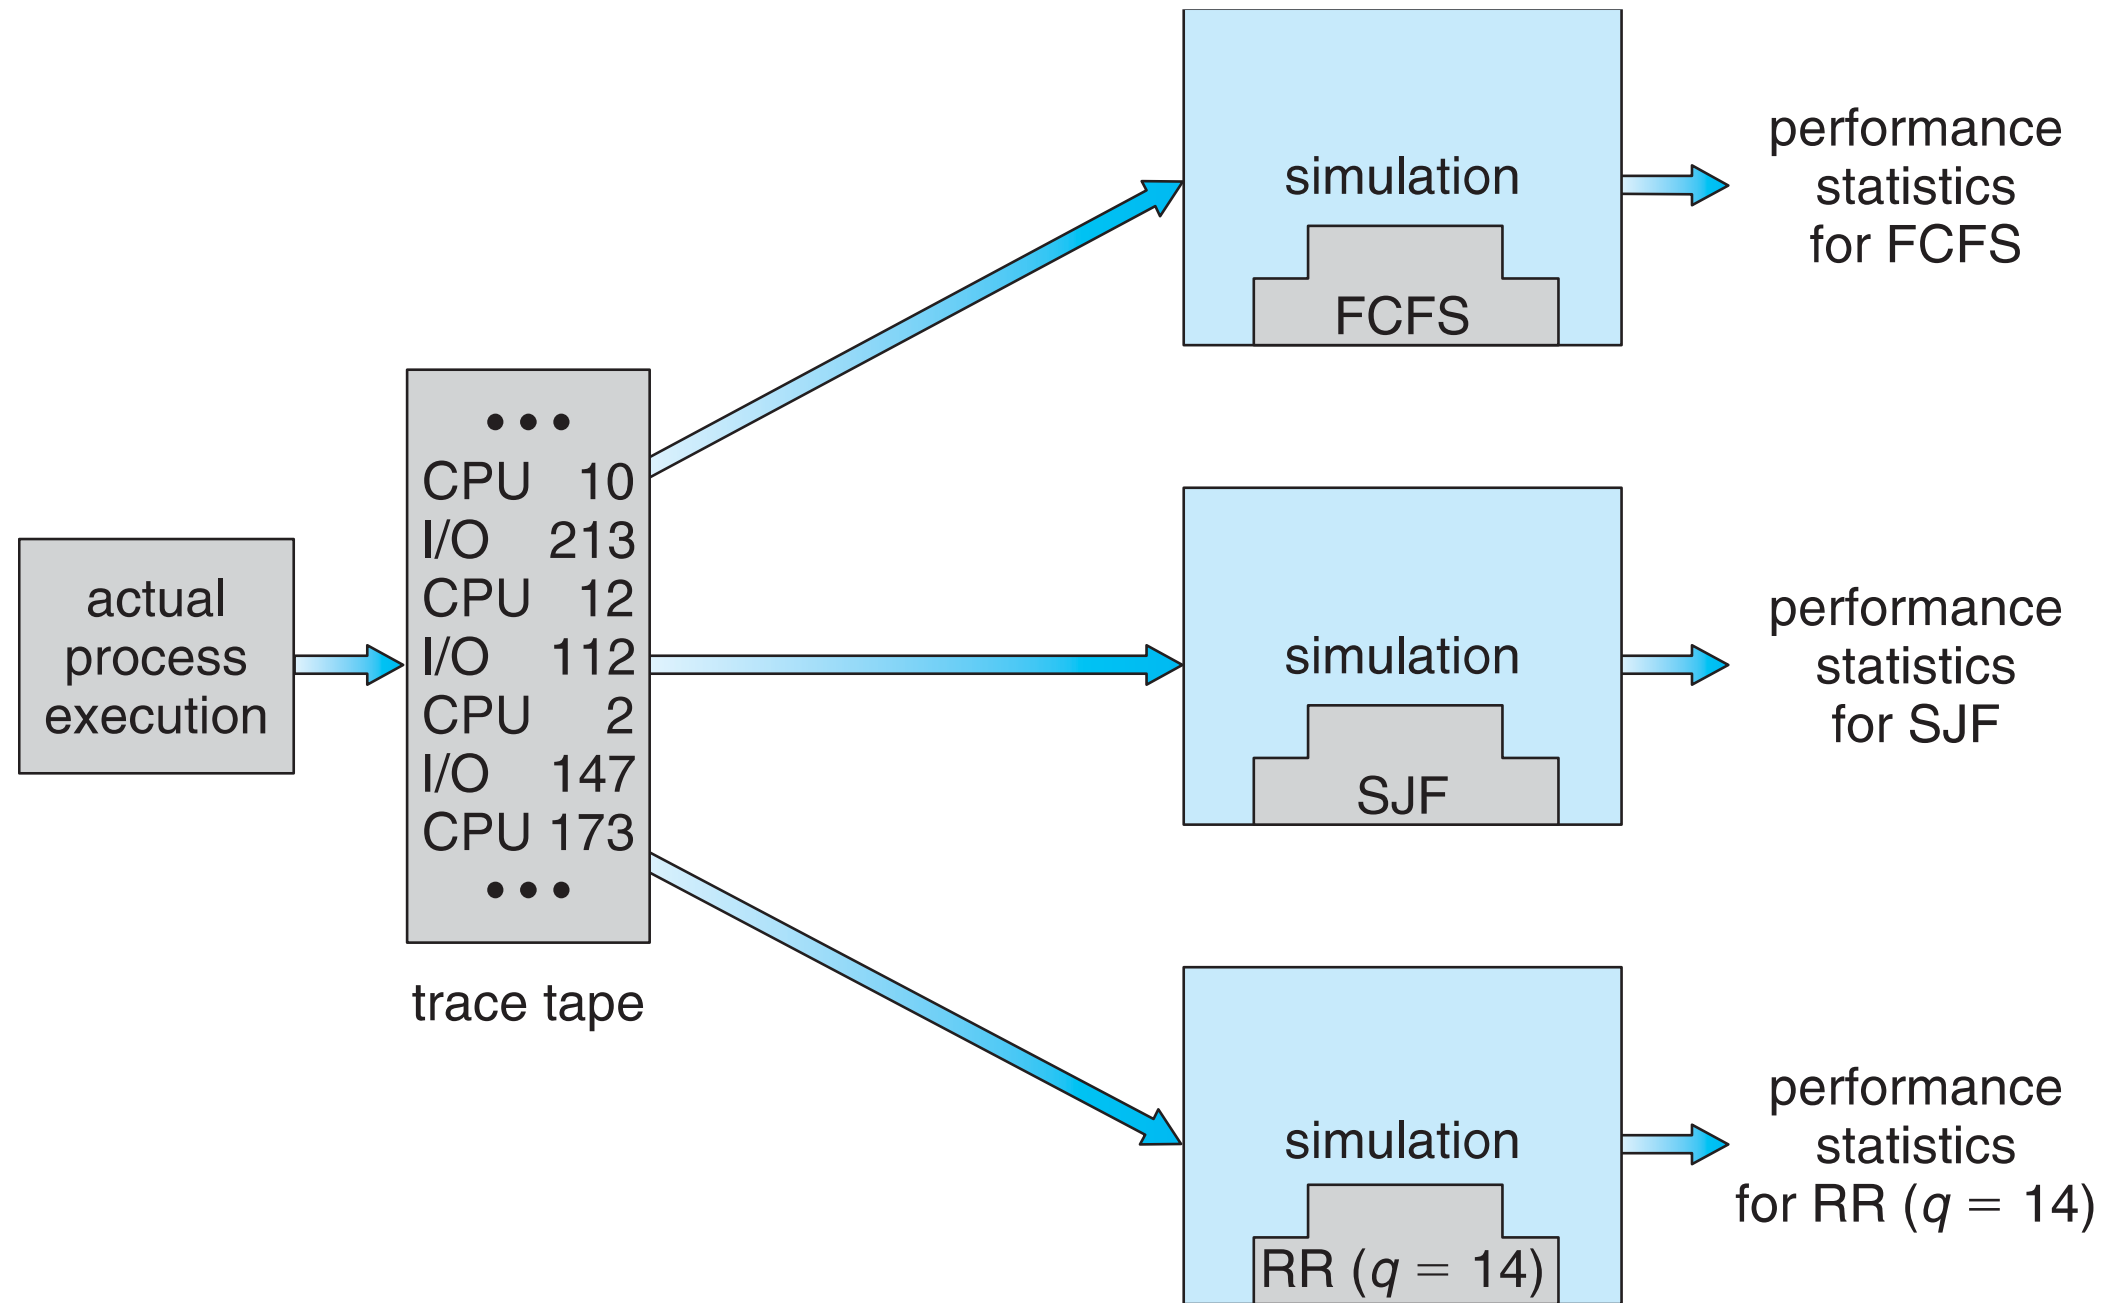 actual
process
execution
• • •
CPU 10
I/O 213
CPU 12
I/O 112
CPU 2
I/O 147
CPU 173
• • •
trace tape
simulation
FCFS
performance
statistics
for FCFS
simulation
SJF
performance
statistics
for SJF
simulation
RR (q = 14)
performance
statistics
for RR (q = 14)